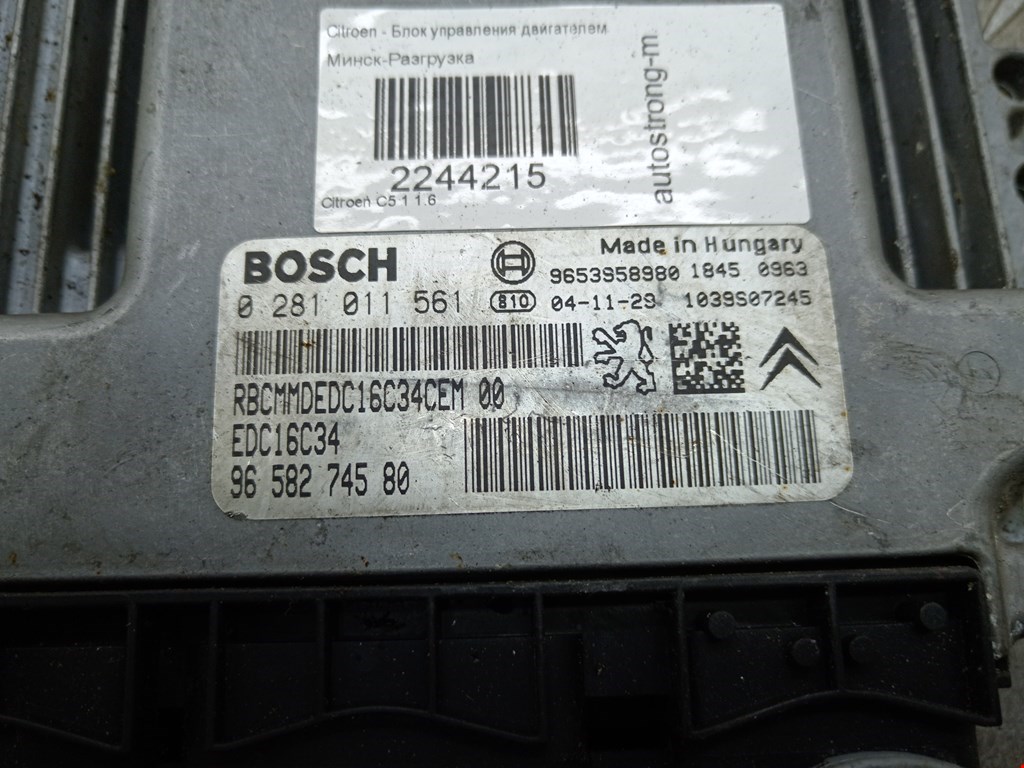 Citroen - Блок управления двигателем
Минск-Разгрузка
2244215
Citroen C5 1 1.6
autostrong-m
BOSCH
Made in Hungary
9653958980 1845 0963
0 281 011 561 810 04-11-29 1039S07245
RBCMMDEDC16C34CEM 00
EDC16C34
96 582 745 80